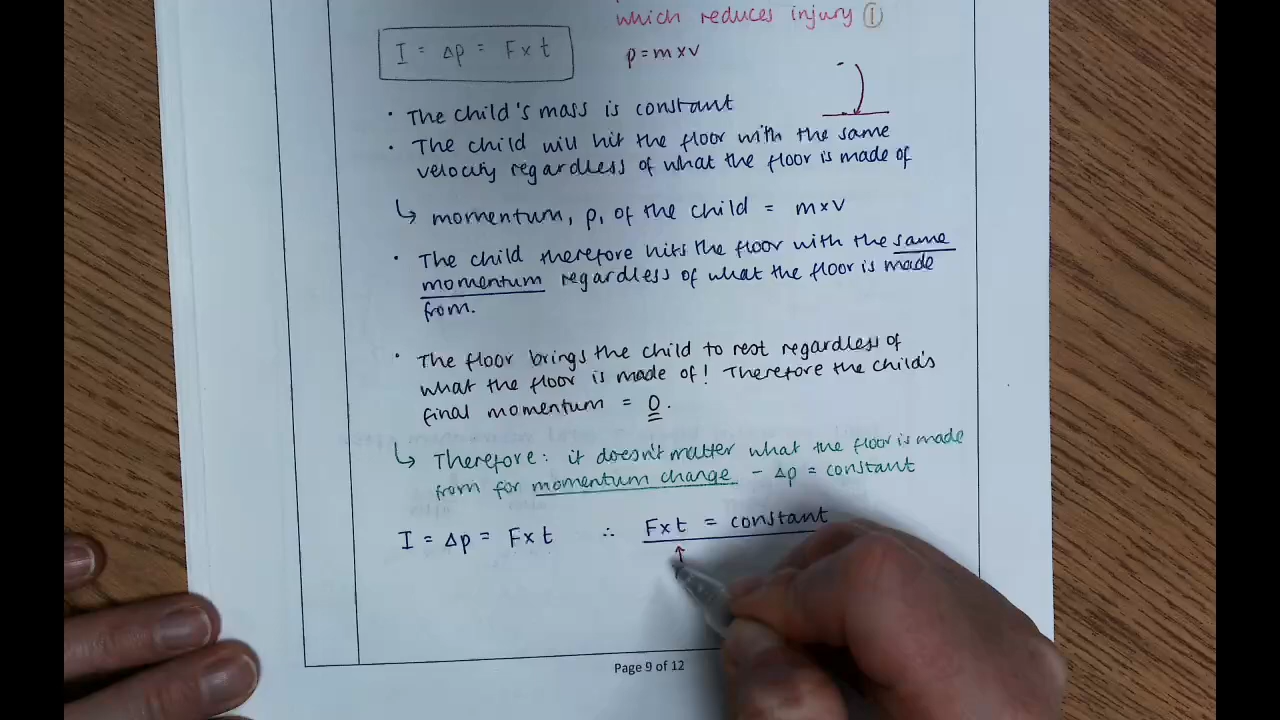 which reduces injury ①
I = Δp = F x t
p = m x v
· The child's mass is constant
· The child will hit the floor with the same
velocity regardless of what the floor is made of
↳ momentum, p, of the child = m x v
· The child therefore hits the floor with the same
momentum regardless of what the floor is made
from.
· The floor brings the child to rest regardless of
what the floor is made of! Therefore the child's
final momentum = 0.
↳ Therefore: it doesn't matter what the floor is made
from for momentum change - Δp = constant
I = Δp = F x t ∴ F x t = constant
↑
Page 9 of 12